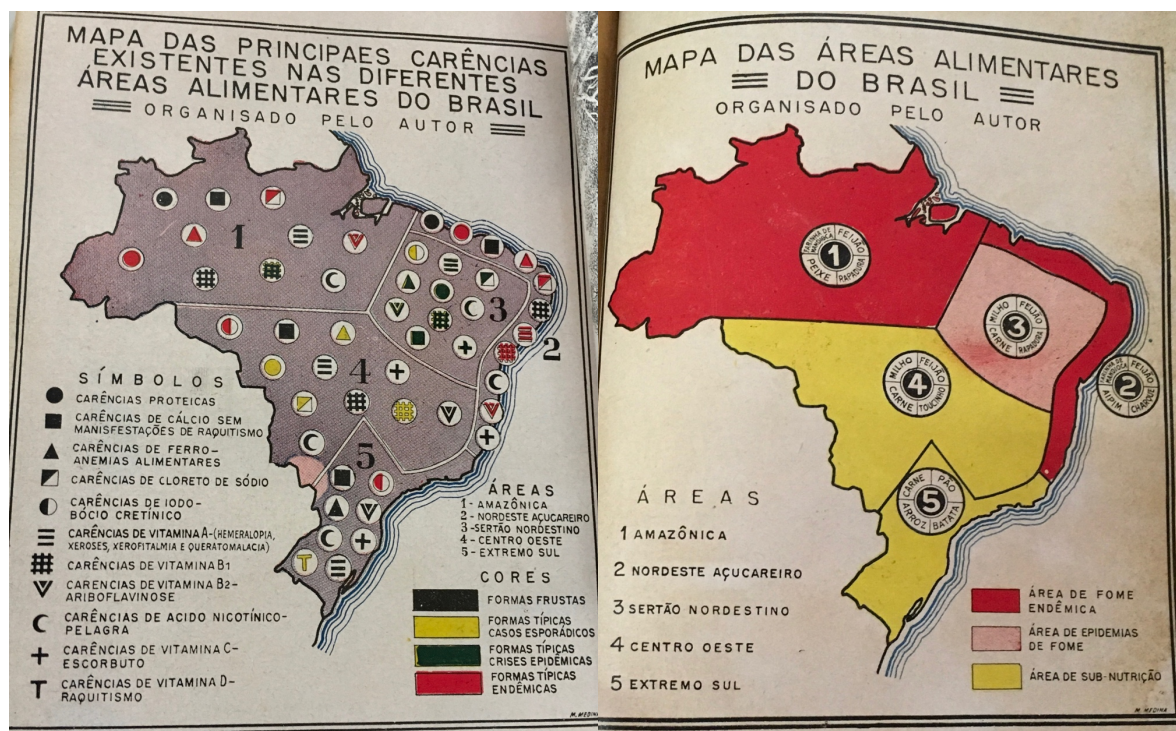 MAPA DAS PRINCIPAES CARÊNCIAS
EXISTENTES NAS DIFERENTES
ÁREAS ALIMENTARES DO BRASIL
ORGANISADO PELO AUTOR
1
2
3
4
5
SÍMBOLOS
CARÊNCIAS PROTEICAS
CARÊNCIAS DE CÁLCIO SEM
MANISFESTAÇÕES DE RAQUITISMO
CARÊNCIAS DE FERRO-
ANEMIAS ALIMENTARES
CARÊNCIAS DE CLORETO DE SÓDIO
CARÊNCIAS DE IODO-
BÓCIO CRETÍNICO
CARÊNCIAS DE VITAMINA A-(HEMERALOPIA,
XEROSES, XEROFITALMIA E QUERATOMALACIA)
CARÊNCIAS DE VITAMINA B1
CARENCIAS DE VITAMINA B2-
ARIBOFLAVINOSE
CARÊNCIAS DE ACIDO NICOTÍNICO-
PELAGRA
CARÊNCIAS DE VITAMINA C-
ESCORBUTO
T CARÊNCIAS DE VITAMINA D-
RAQUITISMO
T
ÁREAS
1- AMAZÔNICA
2- NORDESTE AÇUCAREIRO
3-SERTÃO NORDESTINO
4- CENTRO OESTE
5- EXTREMO SUL
CORES
FORMAS FRUSTAS
FORMAS TÍPICAS
CASOS ESPORÁDICOS
FORMAS TÍPICAS
CRISES EPIDÊMICAS
FORMAS TÍPICAS
ENDÊMICAS
M. MEDINA
MAPA DAS ÁREAS ALIMENTARES
DO BRASIL
ORGANISADO PELO AUTOR
FARINHA DE MANDIOCA FEIJÃO
1
PEIXE RAPADURA
MILHO FEIJÃO
3
CARNE RAPADURA
FARINHA DE MANDIOCA FEIJÃO
2
AIPIM CHARQUE
MILHO FEIJÃO
4
CARNE TOUCINHO
CARNE PÃO
5
ARROZ BATATA
ÁREAS
1 AMAZÔNICA
2 NORDESTE AÇUCAREIRO
3 SERTÃO NORDESTINO
4 CENTRO OESTE
5 EXTREMO SUL
ÁREA DE FOME
ENDÊMICA
ÁREA DE EPIDEMIAS
DE FOME
ÁREA DE SUB-NUTRIÇÃO
M. MEDINA